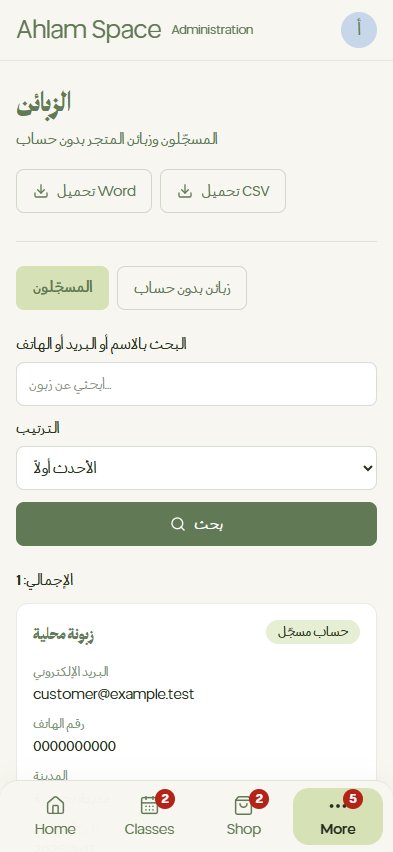 Ahlam Space Administration أ
الزبائن
المسجّلون وزبائن المتجر بدون حساب
تحميل Word
تحميل CSV
المسجّلون
زبائن بدون حساب
البحث بالاسم أو البريد أو الهاتف
ابحثي عن زبون...
الترتيب
الأحدث أولاً
بحث
الإجمالي: 1
زبونة محلية
حساب مسجّل
البريد الإلكتروني
customer@example.test
رقم الهاتف
0000000000
المدينة
Home
2
Classes
2
Shop
5
More